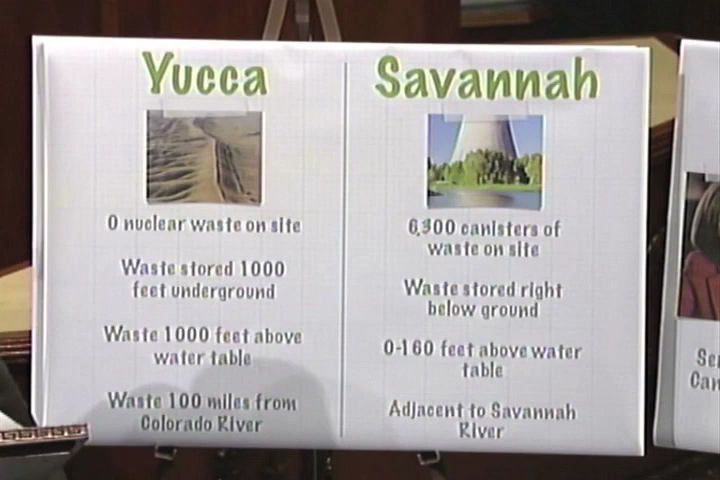 Yucca
0 nuclear waste on site
Waste stored 1000
feet underground
Waste 1000 feet above
water table
Waste 100 miles from
Colorado River
Savannah
6,300 canisters of
waste on site
Waste stored right
below ground
0-160 feet above water
table
Adjacent to Savannah
River